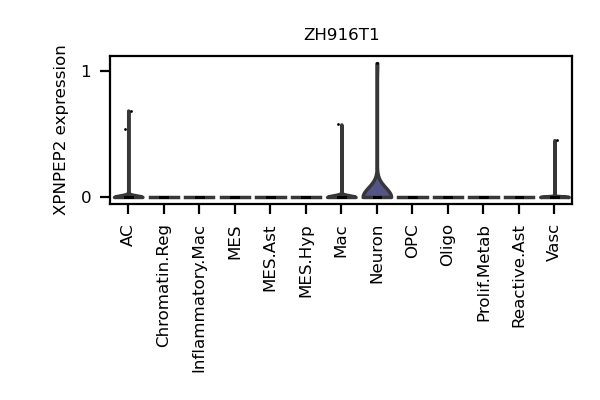 ZH916T1
XPNPEP2 expression
1
0
AC
Chromatin.Reg
Inflammatory.Mac
MES
MES.Ast
MES.Hyp
Mac
Neuron
OPC
Oligo
Prolif.Metab
Reactive.Ast
Vasc